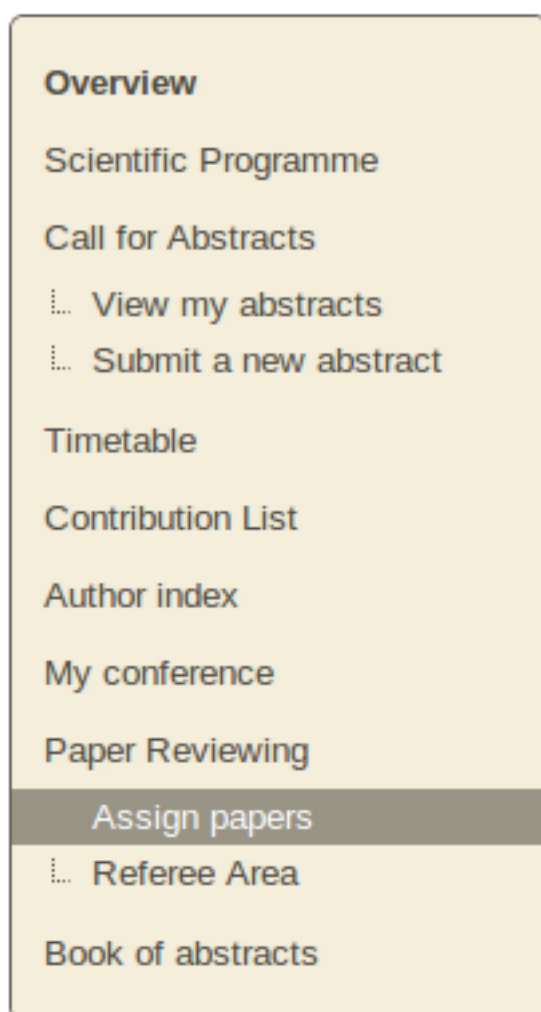 Overview
Scientific Programme
Call for Abstracts
View my abstracts
Submit a new abstract
Timetable
Contribution List
Author index
My conference
Paper Reviewing
Assign papers
Referee Area
Book of abstracts